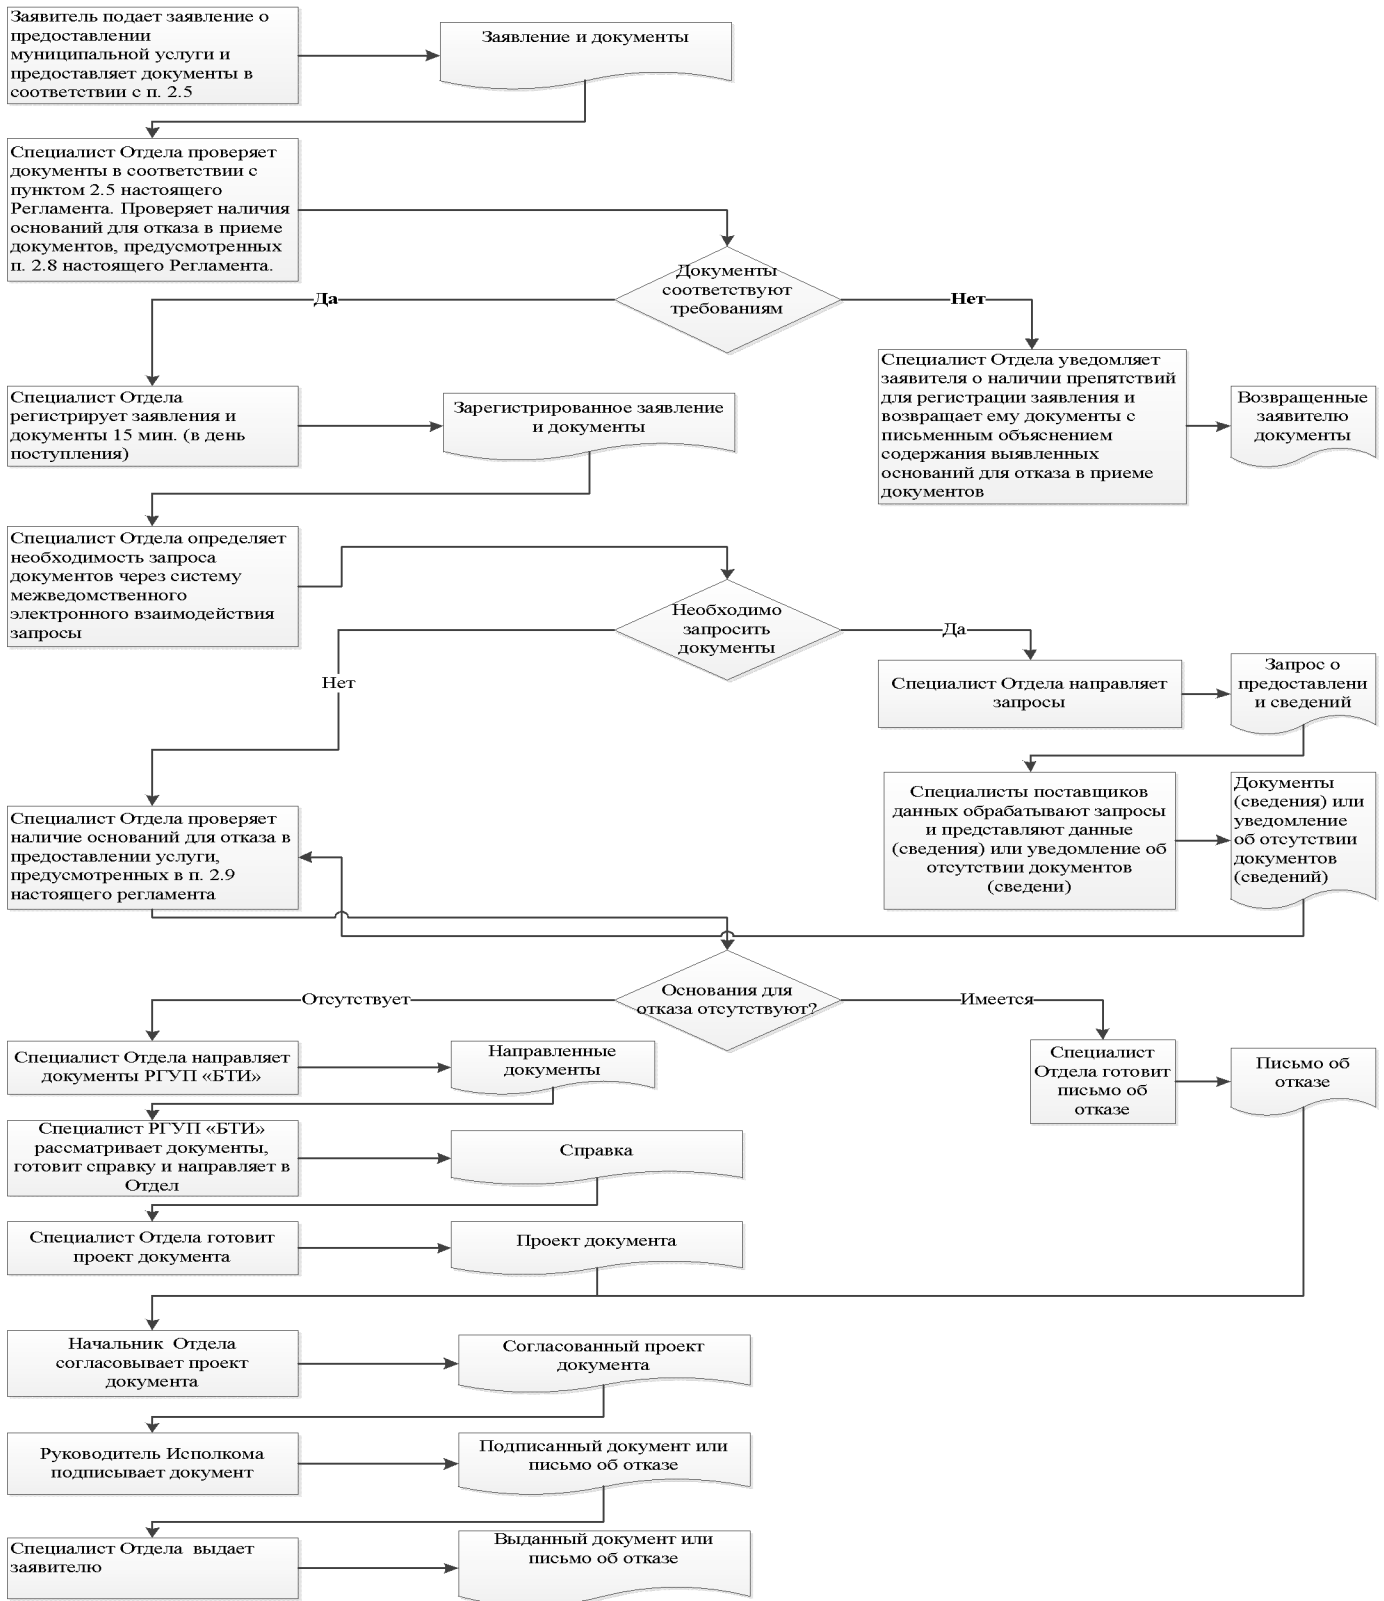 Заявитель подает заявление о
предоставлении
муниципальной услуги и
предоставляет документы в
соответствии с п. 2.5
Заявление и документы
Специалист Отдела проверяет
документы в соответствии с
пунктом 2.5 настоящего
Регламента. Проверяет наличия
оснований для отказа в приеме
документов, предусмотренных
п. 2.8 настоящего Регламента.
Документы
соответствуют
требованиям
Да
Нет
Специалист Отдела
регистрирует заявления и
документы 15 мин. (в день
поступления)
Зарегистрированное заявление
и документы
Специалист Отдела уведомляет
заявителя о наличии препятствий
для регистрации заявления и
возвращает ему документы с
письменным объяснением
содержания выявленных
оснований для отказа в приеме
документов
Возвращенные
заявителю
документы
Специалист Отдела определяет
необходимость запроса
документов через систему
межведомственного
электронного взаимодействия
запросы
Необходимо
запросить
документы
Да
Нет
Специалист Отдела направляет
запросы
Запрос о
предоставлени
и сведений
Специалисты поставщиков
данных обрабатывают запросы
и представляют данные
(сведения) или уведомление об
отсутствии документов
(сведени)
Документы
(сведения) или
уведомление
об отсутствии
документов
(сведений)
Специалист Отдела проверяет
наличие оснований для отказа в
предоставлении услуги,
предусмотренных в п. 2.9
настоящего регламента
Основания для
отказа отсутствуют?
Отсутствует
Имеется
Специалист Отдела направляет
документы РГУП «БТИ»
Направленные
документы
Специалист
Отдела готовит
письмо об
отказе
Письмо об
отказе
Специалист РГУП «БТИ»
рассматривает документы,
готовит справку и направляет в
Отдел
Справка
Специалист Отдела готовит
проект документа
Проект документа
Начальник  Отдела
согласовывает проект
документа
Согласованный проект
документа
Руководитель Исполкома
подписывает документ
Подписанный документ или
письмо об отказе
Специалист Отдела  выдает
заявителю
Выданный документ или
письмо об отказе